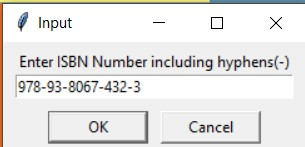 Input
Enter ISBN Number including hyphens(-)
978-93-8067-432-3
OK
Cancel